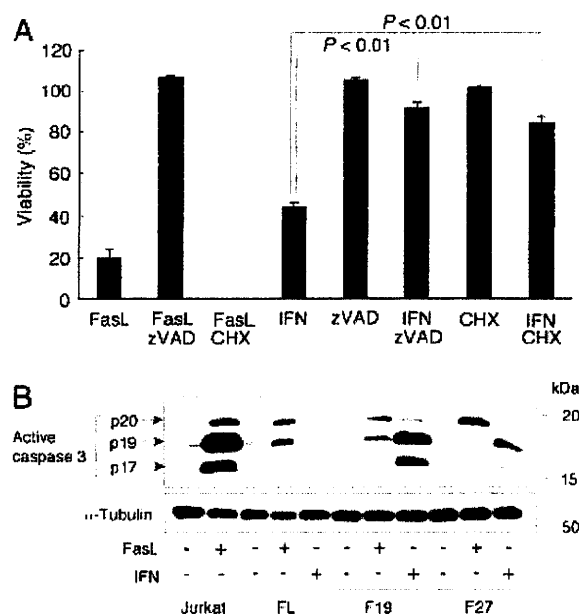 A
P < 0.01
P < 0.01
Viability (%)
120
100
80
60
40
20
0
FasL
FasL zVAD
FasL CHX
IFN
zVAD
IFN zVAD
CHX
IFN CHX
B
kDa
Active caspase 3
p20
p19
p17
20
15
α-Tubulin
50
FasL - + - + - - + - - + -
IFN - - - - + - - + - - +
Jurkat FL F19 F27